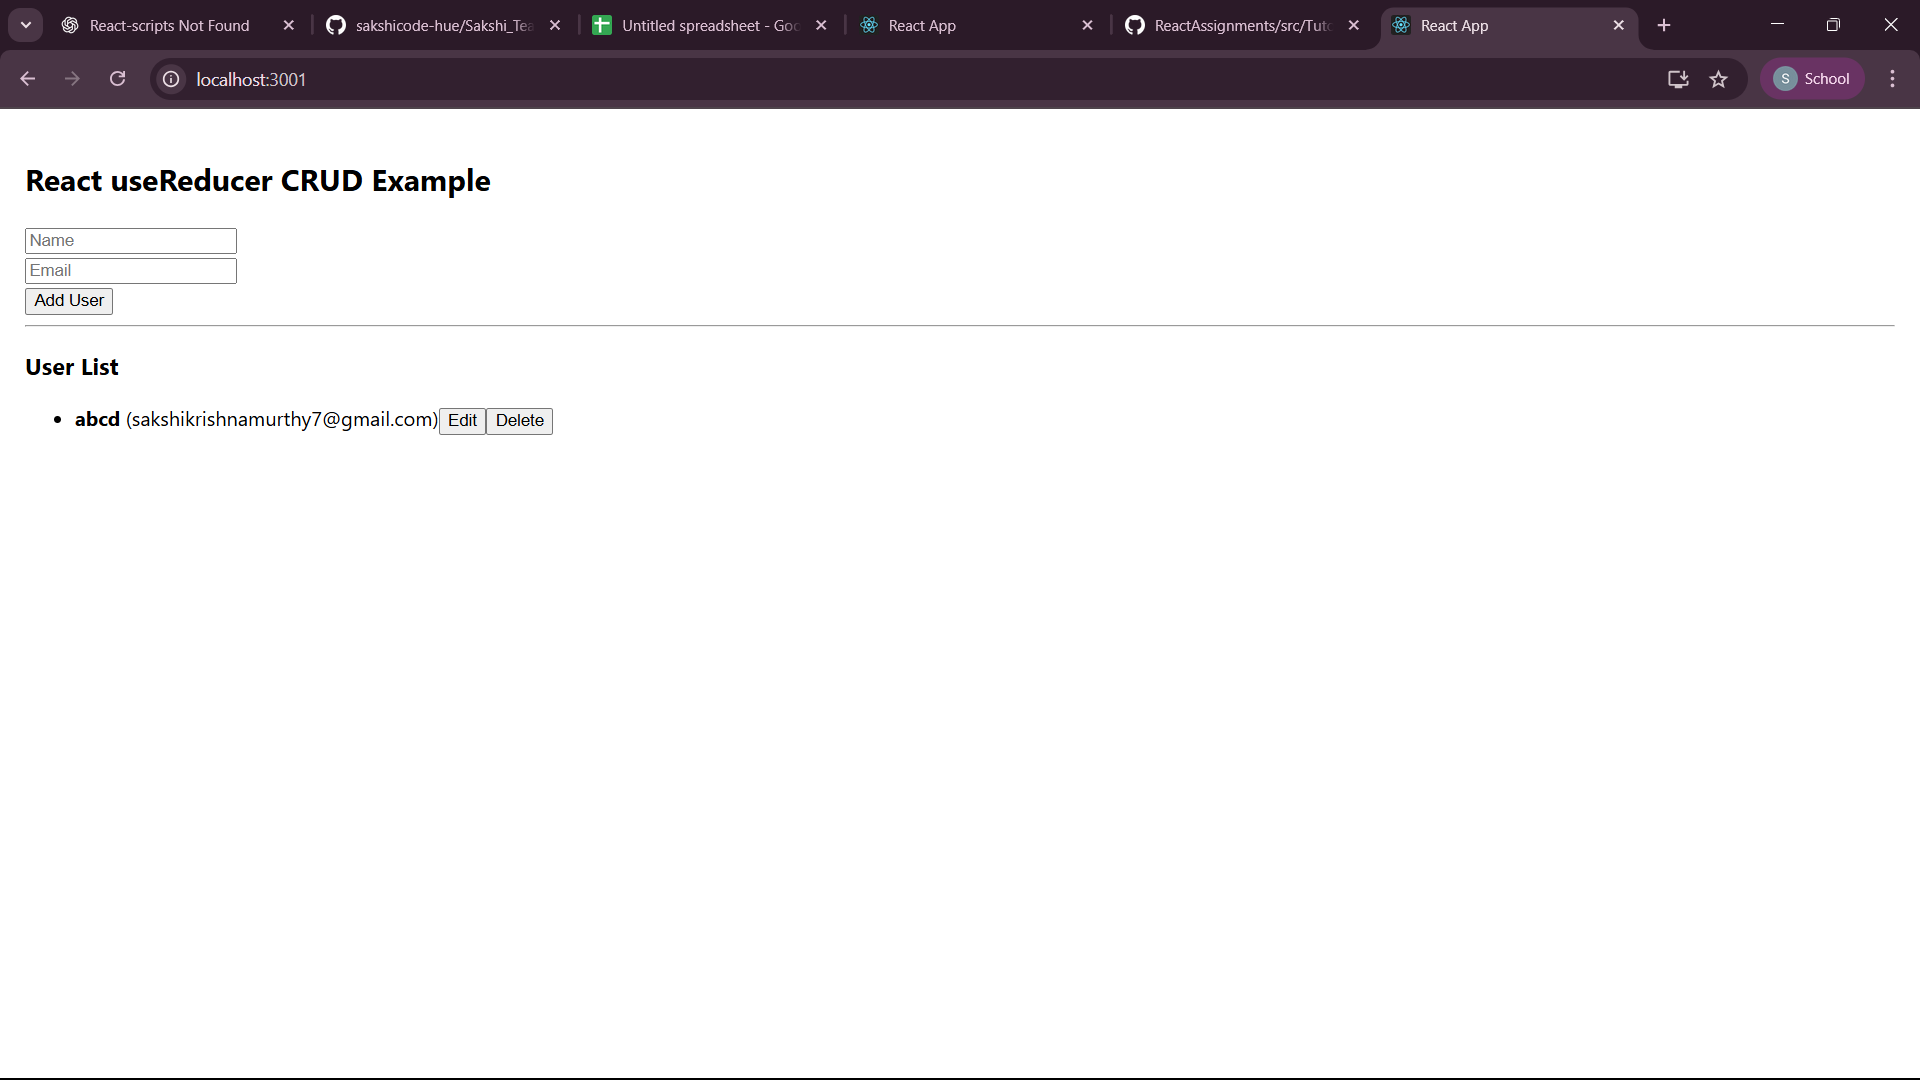 React-scripts Not Found
sakshicode-hue/Sakshi_Tea
Untitled spreadsheet - Goo
React App
ReactAssignments/src/Tuto
React App
localhost:3001
S School
React useReducer CRUD Example
Name
Email
Add User
User List
• abcd (sakshikrishnamurthy7@gmail.com) Edit Delete